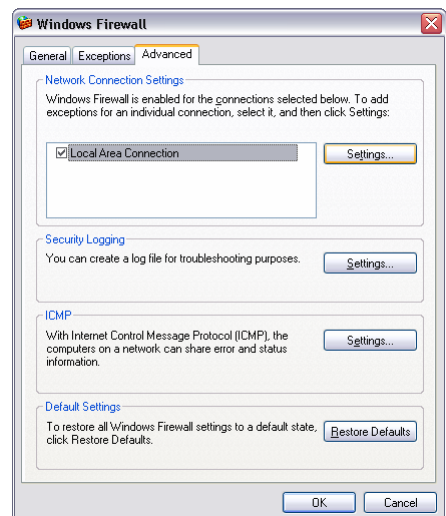 Windows Firewall
General
Exceptions
Advanced
Network Connection Settings
Windows Firewall is enabled for the connections selected
below. To add
exceptions for an individual connection, select it, and then click Settings:
Local Area Connection
Settings...
Security Logging
You can create a log file for troubleshooting purposes.
Settings...
ICMP
With Internet Control Message Protocol (ICMP), the
computers on a network can share error and status
information.
Settings...
Default Settings
To restore all Windows Firewall settings to a default state,
click Restore Defaults.
Restore Defaults
OK
Cancel